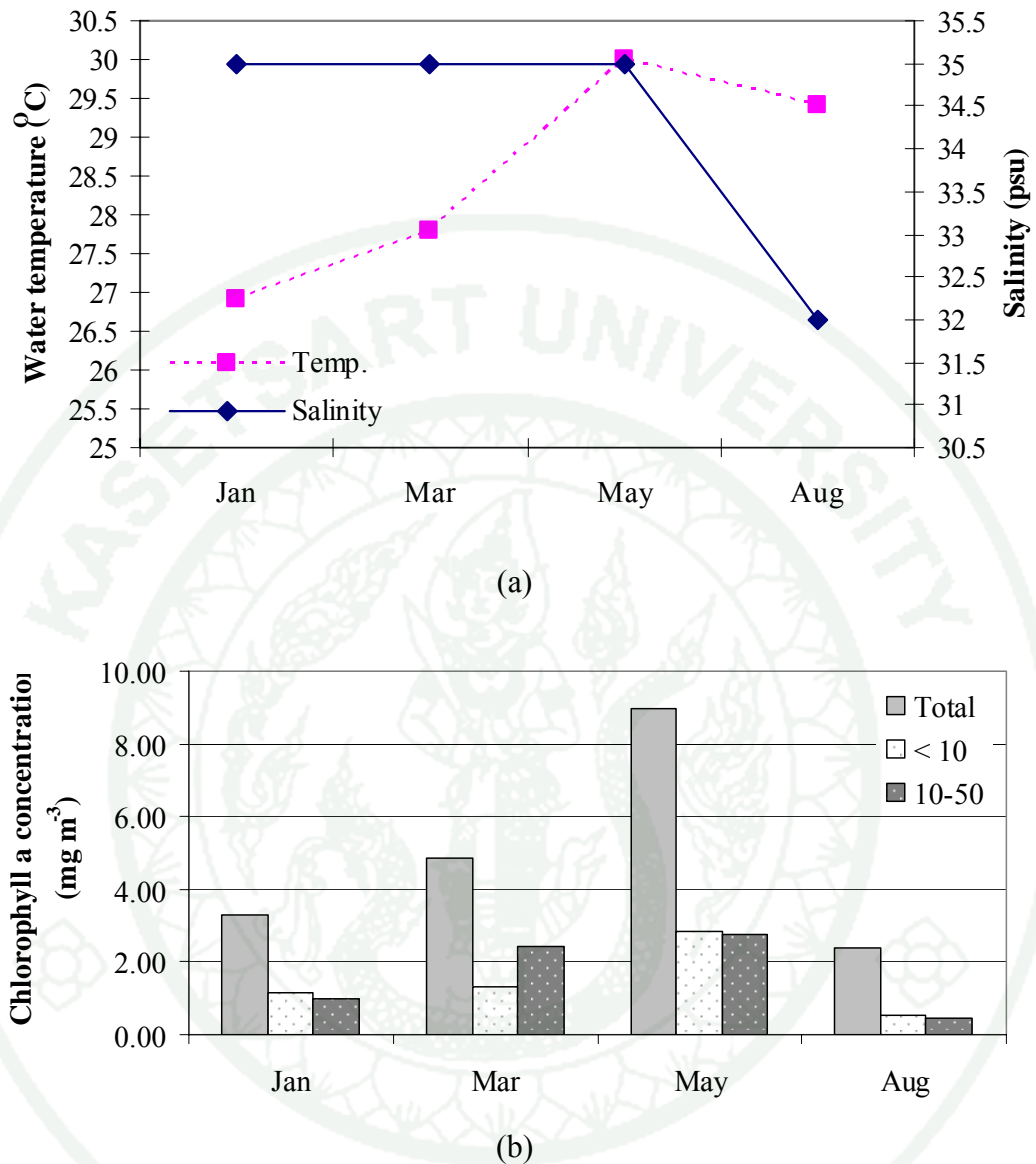 30.5
30
29.5
29
28.5
28
27.5
27
26.5
26
25.5
25
Water temperature (ºC)
35.5
35
34.5
34
33.5
33
32.5
32
31.5
31
30.5
Salinity (psu)
Temp.
Salinity
Jan Mar May Aug
KASETSART UNIVERSITY
(a)
10.00
8.00
6.00
4.00
2.00
0.00
Chlorophyll a concentration
(mg m-3)
Total
< 10
10-50
Jan Mar May Aug
(b)